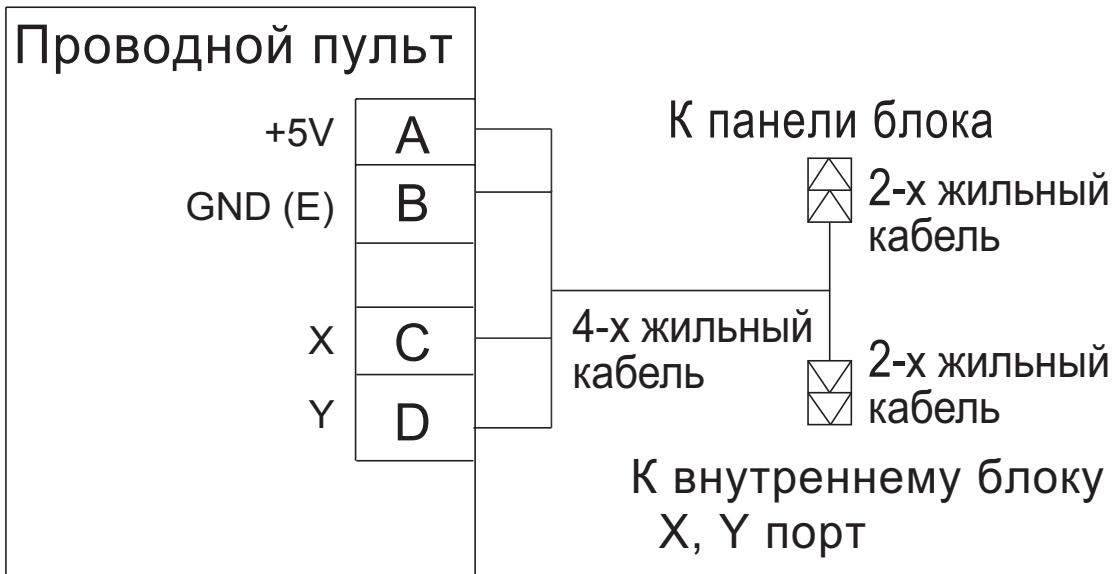 Проводной пульт
+5V
A
GND (E)
B
X
C
Y
D
4-х жильный
кабель
К панели блока
2-х жильный
кабель
2-х жильный
кабель
К внутреннему блоку
X, Y порт